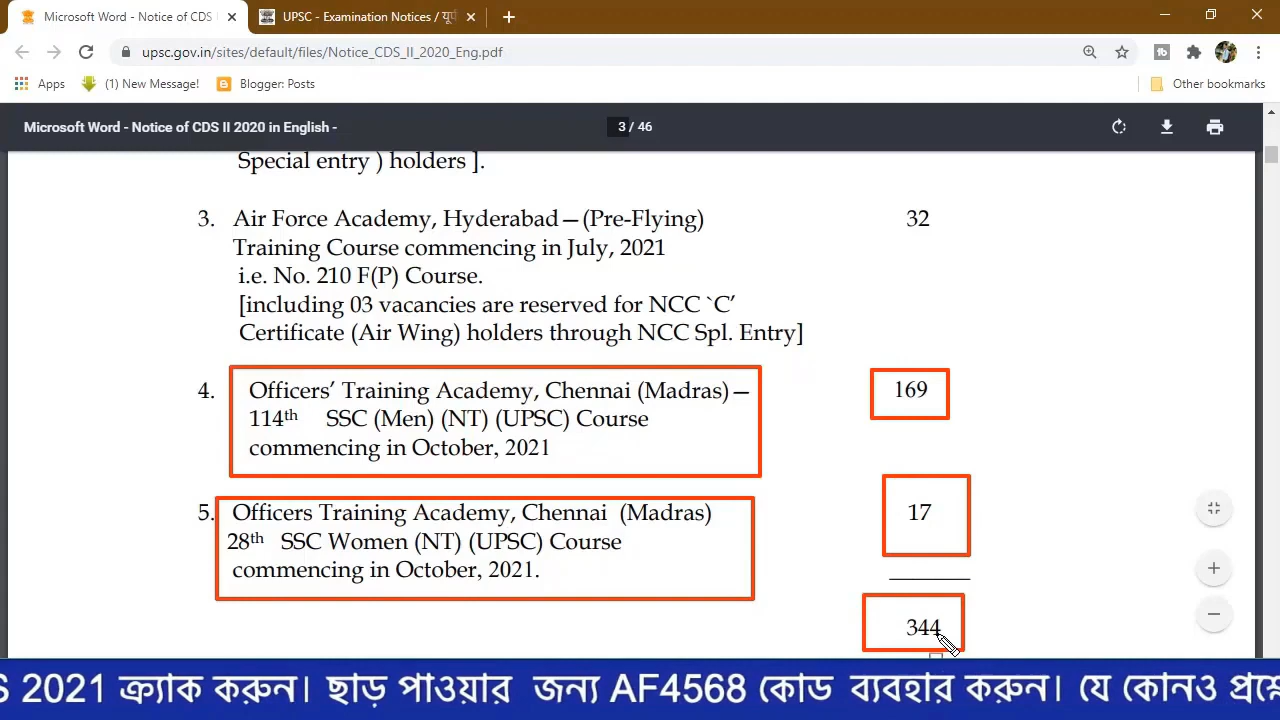 Microsoft Word - Notice of CDS I
UPSC - Examination Notices / यूपी
upsc.gov.in/sites/default/files/Notice_CDS_II_2020_Eng.pdf
Apps
(1) New Message!
Blogger: Posts
Other bookmarks
Microsoft Word - Notice of CDS II 2020 in English -
3 / 46
Special entry ) holders ].
3. Air Force Academy, Hyderabad—(Pre-Flying) 32
Training Course commencing in July, 2021
i.e. No. 210 F(P) Course.
[including 03 vacancies are reserved for NCC `C’
Certificate (Air Wing) holders through NCC Spl. Entry]
4. Officers’ Training Academy, Chennai (Madras)— 169
114th SSC (Men) (NT) (UPSC) Course
commencing in October, 2021
5. Officers Training Academy, Chennai (Madras) 17
28th SSC Women (NT) (UPSC) Course
commencing in October, 2021.
344
S 2021 ক্র্যাক করুন। ছাড় পাওয়ার জন্য AF4568 কোড ব্যবহার করুন। যে কোনও প্রশ্নে